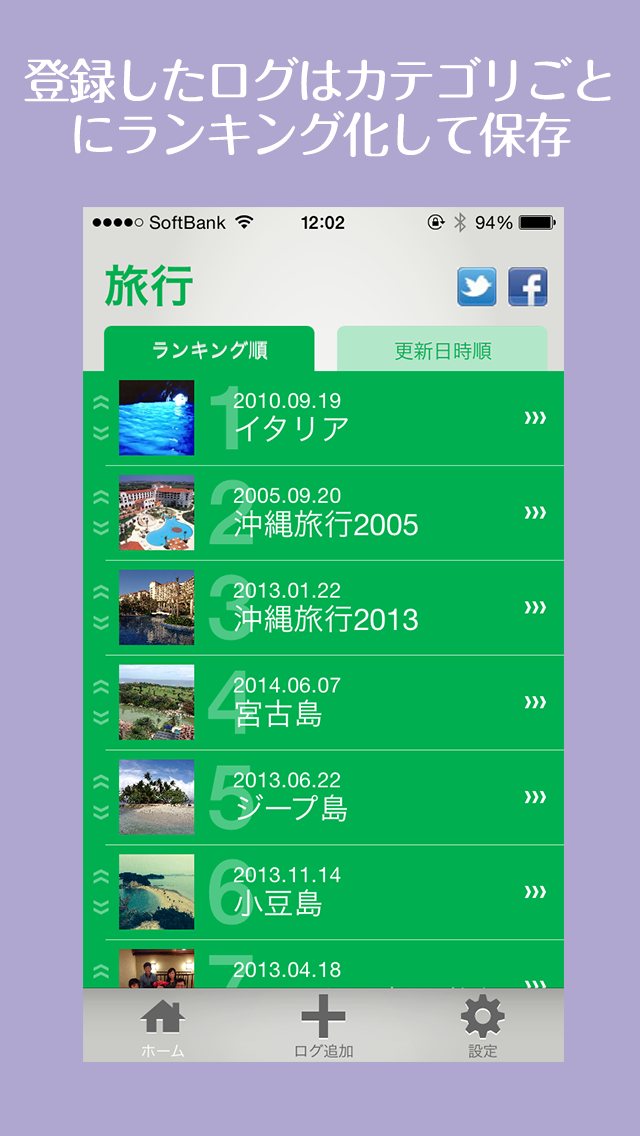 登録したログはカテゴリごと
にランキング化して保存
SoftBank 12:02 94%
旅行
ランキング順 更新日時順
1 2010.09.19
イタリア
2 2005.09.20
沖縄旅行2005
3 2013.01.22
沖縄旅行2013
4 2014.06.07
宮古島
5 2013.06.22
ジープ島
6 2013.11.14
小豆島
7 2013.04.18
ホーム ログ追加 設定